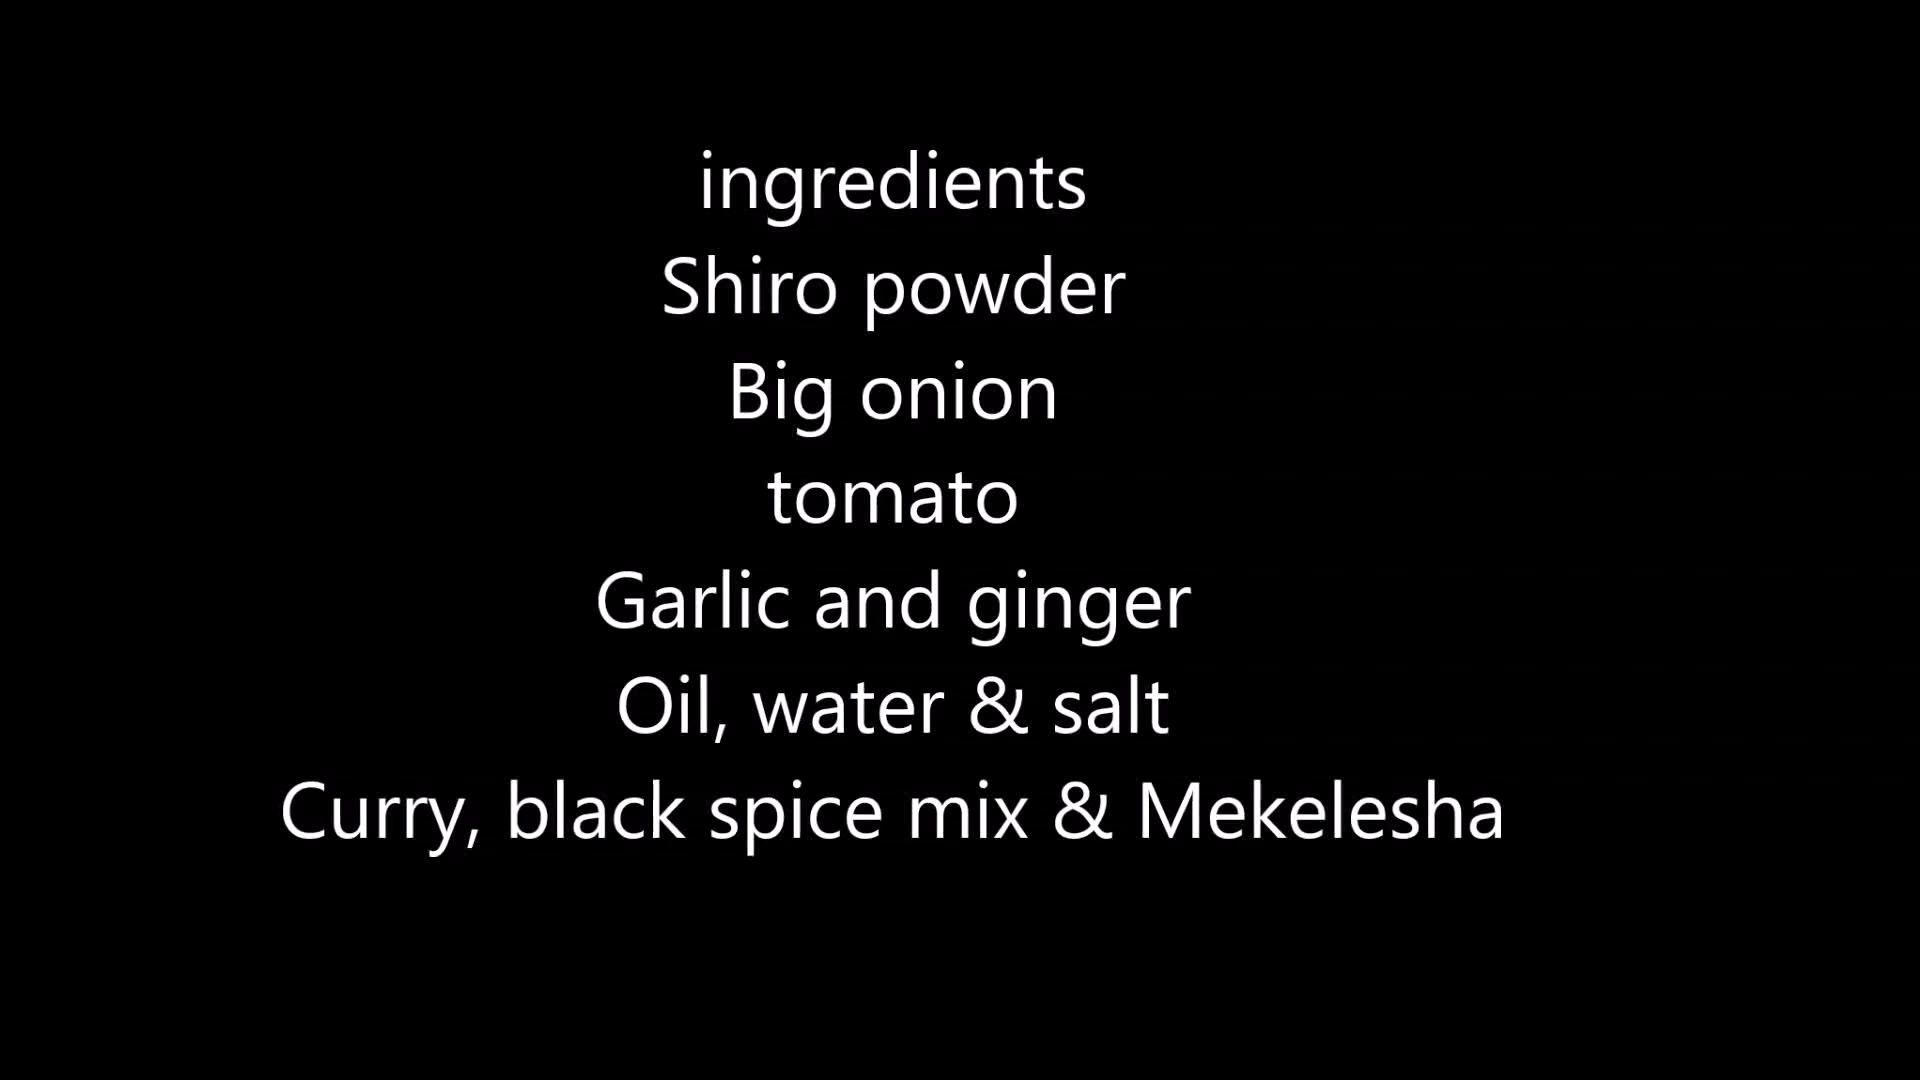 ingredients
Shiro powder
Big onion
tomato
Garlic and ginger
Oil, water & salt
Curry, black spice mix & Mekelesha